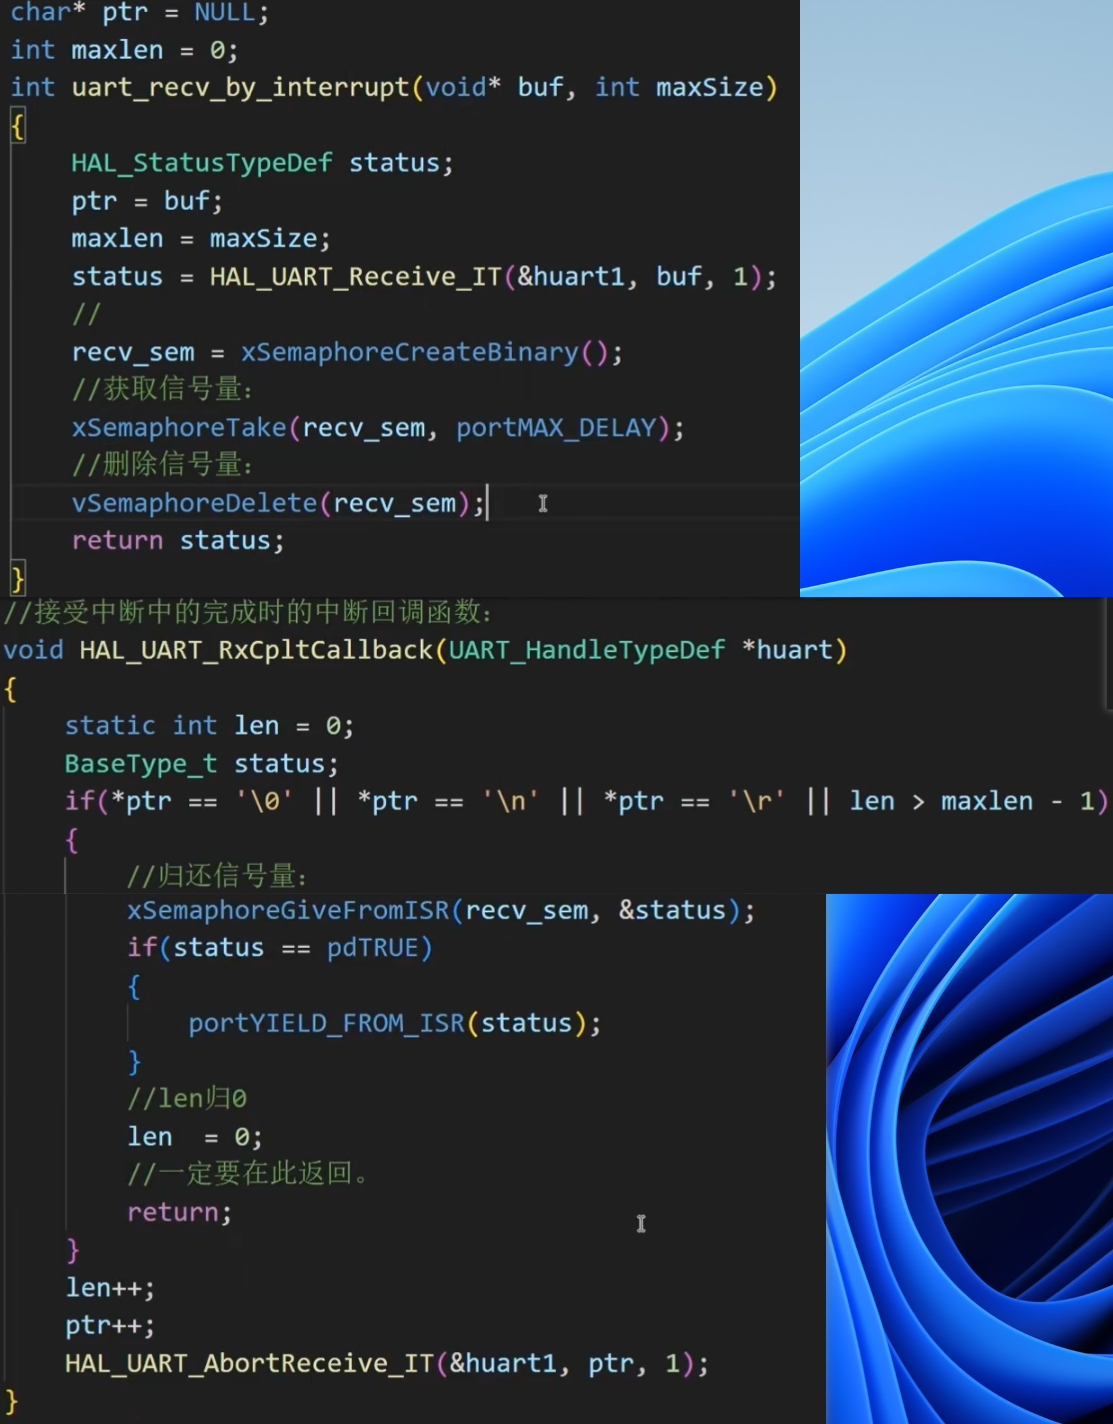 char* ptr = NULL;
int maxlen = 0;
int uart_recv_by_interrupt(void* buf, int maxSize)
{
    HAL_StatusTypeDef status;
    ptr = buf;
    maxlen = maxSize;
    status = HAL_UART_Receive_IT(&huart1, buf, 1);
    //
    recv_sem = xSemaphoreCreateBinary();
    //获取信号量:
    xSemaphoreTake(recv_sem, portMAX_DELAY);
    //删除信号量:
    vSemaphoreDelete(recv_sem);
    return status;
}
//接受中断中的完成时的中断回调函数:
void HAL_UART_RxCpltCallback(UART_HandleTypeDef *huart)
{
    static int len = 0;
    BaseType_t status;
    if(*ptr == '\0' || *ptr == '\n' || *ptr == '\r' || len > maxlen - 1)
    {
        //归还信号量:
        xSemaphoreGiveFromISR(recv_sem, &status);
        if(status == pdTRUE)
        {
            portYIELD_FROM_ISR(status);
        }
        //len归0
        len  = 0;
        //一定要在此返回。
        return;
    }
    len++;
    ptr++;
    HAL_UART_AbortReceive_IT(&huart1, ptr, 1);
}